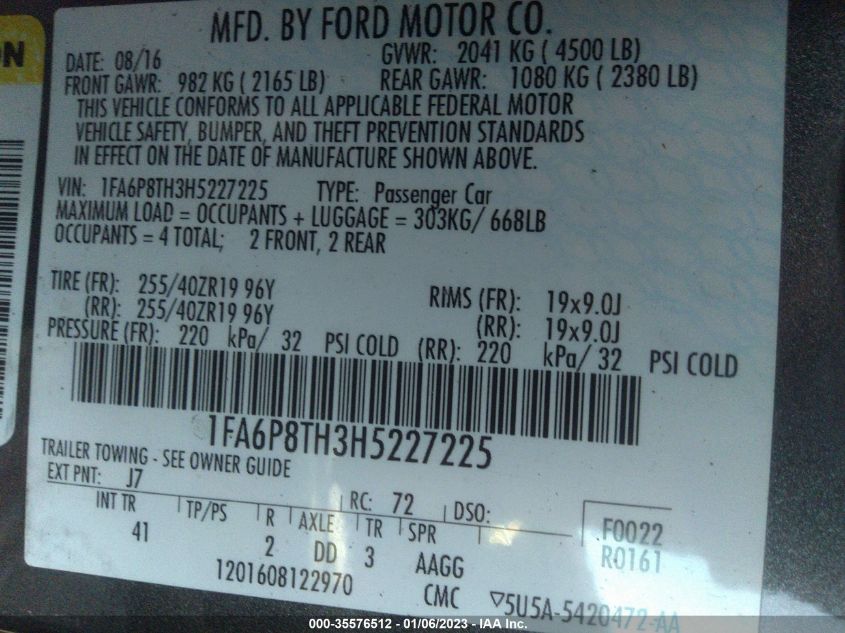 ON
MFD. BY FORD MOTOR CO.
DATE: 08/16 GVWR: 2041 KG ( 4500 LB)
FRONT GAWR: 982 KG ( 2165 LB) REAR GAWR: 1080 KG ( 2380 LB)
THIS VEHICLE CONFORMS TO ALL APPLICABLE FEDERAL MOTOR
VEHICLE SAFETY, BUMPER, AND THEFT PREVENTION STANDARDS
IN EFFECT ON THE DATE OF MANUFACTURE SHOWN ABOVE.
VIN: 1FA6P8TH3H5227225 TYPE: Passenger Car
MAXIMUM LOAD = OCCUPANTS + LUGGAGE = 303KG/ 668LB
OCCUPANTS = 4 TOTAL; 2 FRONT, 2 REAR
TIRE (FR): 255/40ZR19 96Y RIMS (FR): 19x9.0J
(RR): 255/40ZR19 96Y (RR): 19x9.0J
PRESSURE (FR): 220 kPa/ 32 PSI COLD (RR): 220 kPa/ 32 PSI COLD
1FA6P8TH3H5227225
TRAILER TOWING - SEE OWNER GUIDE
EXT PNT: J7 RC: 72 DSO:
INT TR TP/PS R AXLE TR SPR F0022
41 2 DD 3 AAGG R0161
1201608122970 CMC 5U5A-5420472-AA
000-35576512 - 01/06/2023 - IAA Inc.